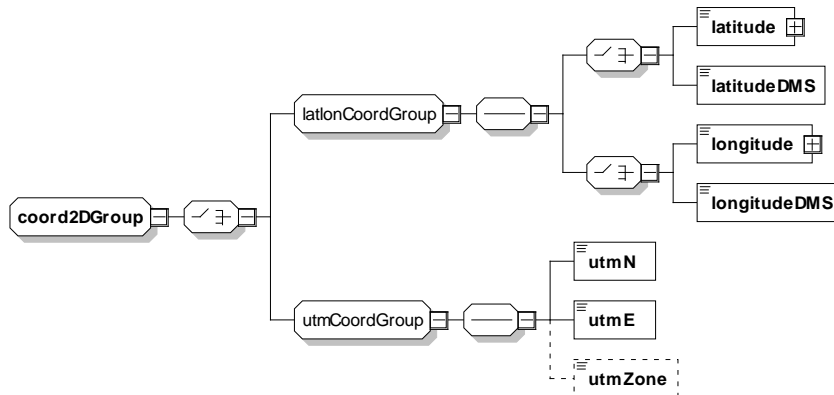 latitude
latitudeDMS
latlonCoordGroup
longitude
longitudeDMS
coord2DGroup
utmN
utmE
utmCoordGroup
utmZone